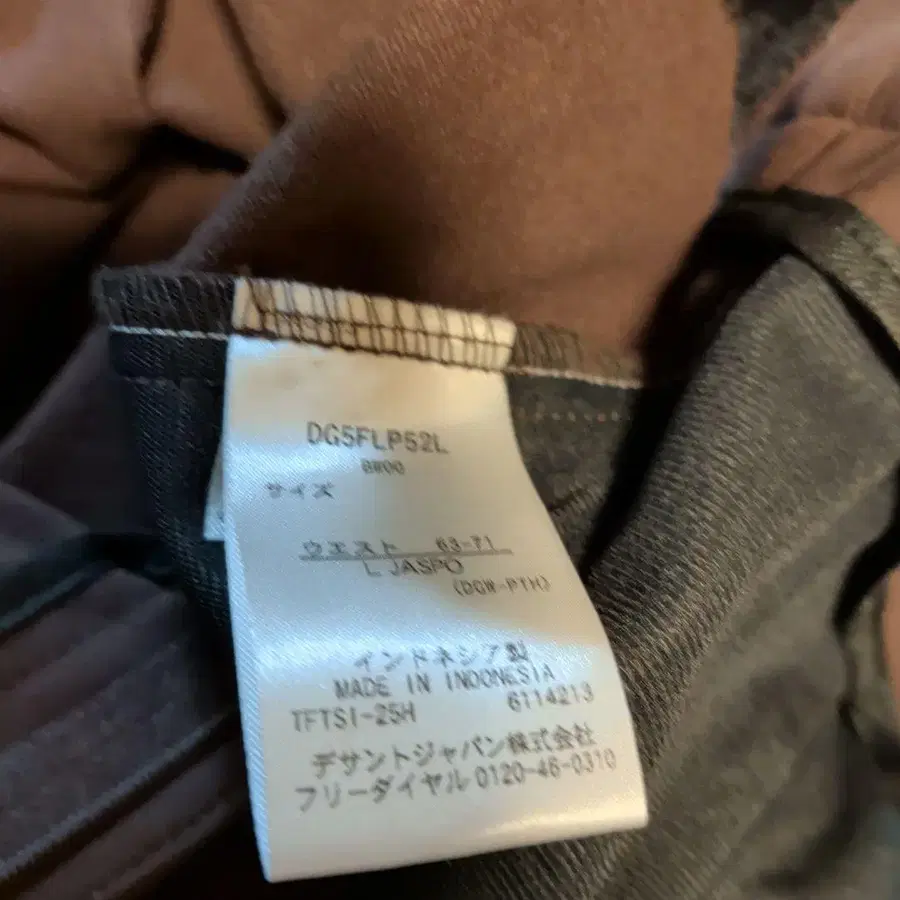 DG5FLP52L
BW00
サイズ
ウエスト 63-71
L JASPO
(DGW-PTH)
インドネシア製
MADE IN INDONESIA
TFTSI-25H 6114213
デサントジャパン株式会社
フリーダイヤル 0120-46-0310